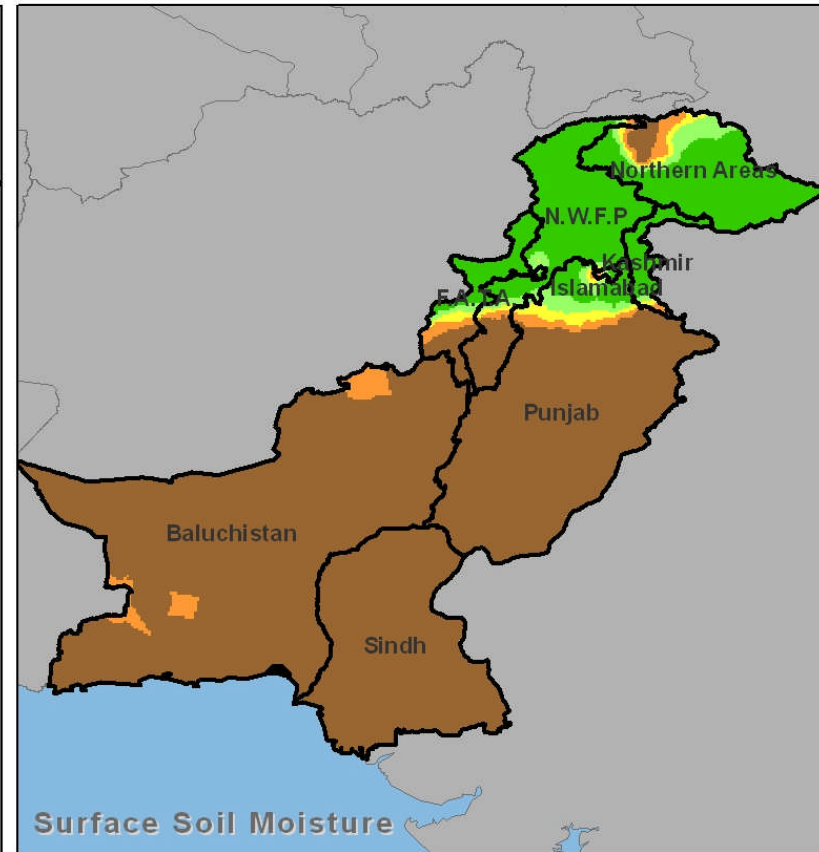 Northern Areas
N.W.F.P
Kashmir
F.A.T.A
Islamabad
Punjab
Baluchistan
Sindh
Surface Soil Moisture